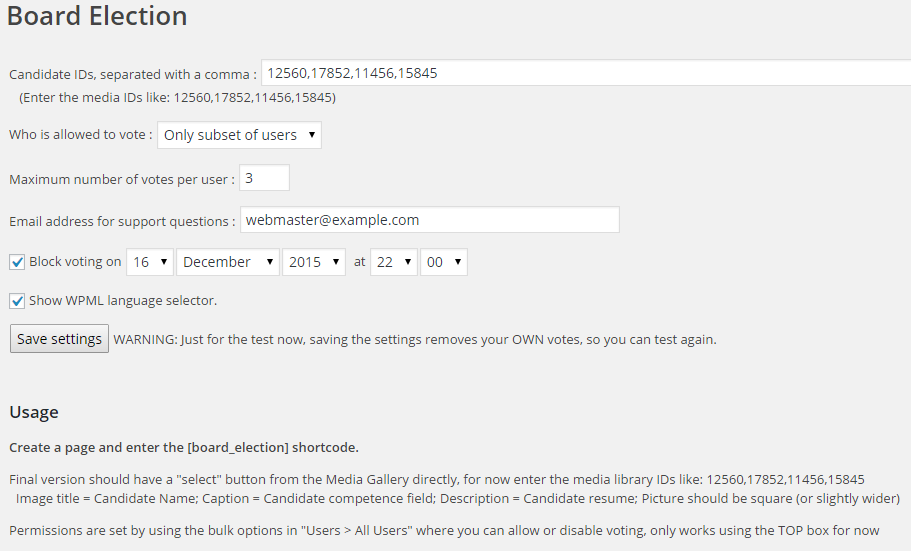 Board Election
Candidate IDs, separated with a comma : 12560,17852,11456,15845
(Enter the media IDs like: 12560,17852,11456,15845)
Who is allowed to vote : Only subset of users
Maximum number of votes per user : 3
Email address for support questions : webmaster@example.com
Block voting on 16 December 2015 at 22 00
Show WPML language selector.
Save settings WARNING: Just for the test now, saving the settings removes your OWN votes, so you can test again.
Usage
Create a page and enter the [board_election] shortcode.
Final version should have a "select" button from the Media Gallery directly, for now enter the media library IDs like: 12560,17852,11456,15845
Image title = Candidate Name; Caption = Candidate competence field; Description = Candidate resume; Picture should be square (or slightly wider)
Permissions are set by using the bulk options in "Users > All Users" where you can allow or disable voting, only works using the TOP box for now